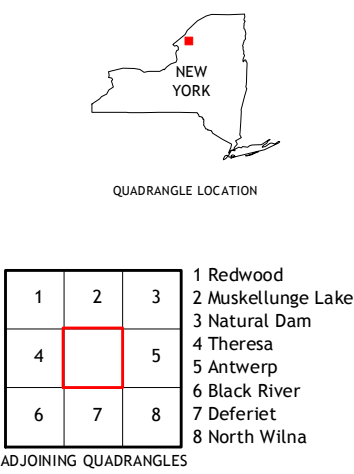 NEW
YORK
QUADRANGLE LOCATION
1 2 3
4 5
6 7 8
1 Redwood
2 Muskellunge Lake
3 Natural Dam
4 Theresa
5 Antwerp
6 Black River
7 Deferiet
8 North Wilna
ADJOINING QUADRANGLES